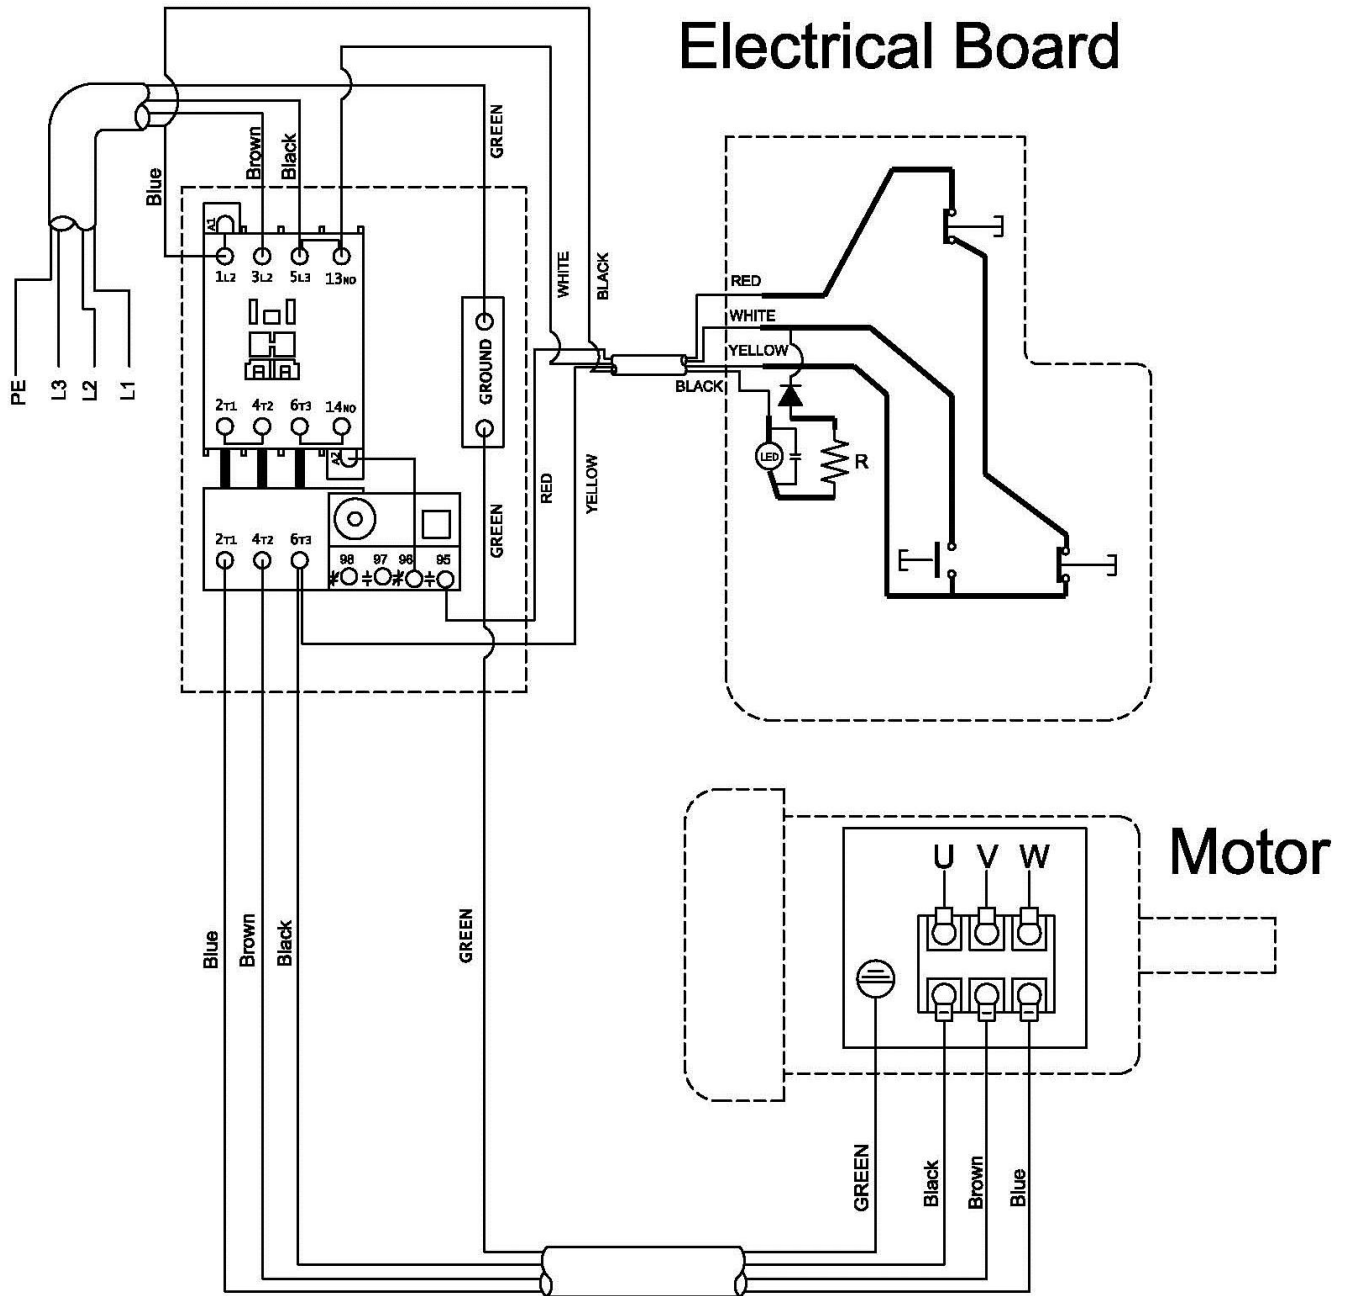 Electrical Board
Blue
Brown
Black
GREEN
A1
1L2 3L2 5L3 13NO
WHITE
BLACK
RED
WHITE
YELLOW
BLACK
PE
L3
L2
L1
GROUND
2T1 4T2 6T3 14NO
A2
LED
R
RED
YELLOW
GREEN
2T1 4T2 6T3
98 97 96 95
Motor
U V W
Blue
Brown
Black
GREEN
GREEN
Black
Brown
Blue